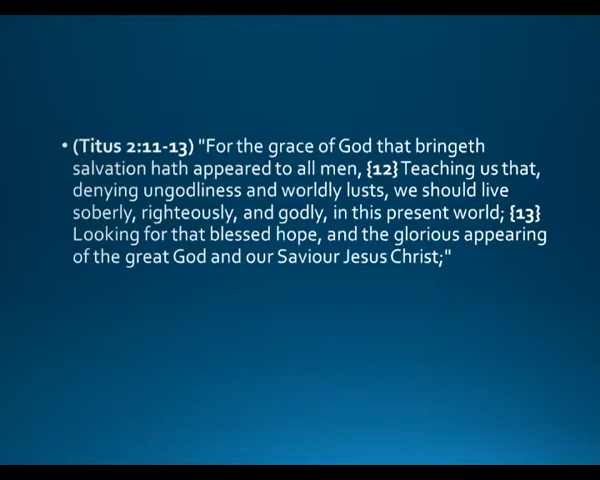 • (Titus 2:11-13) "For the grace of God that bringeth
salvation hath appeared to all men, {12} Teaching us that,
denying ungodliness and worldly lusts, we should live
soberly, righteously, and godly, in this present world; {13}
Looking for that blessed hope, and the glorious appearing
of the great God and our Saviour Jesus Christ;"